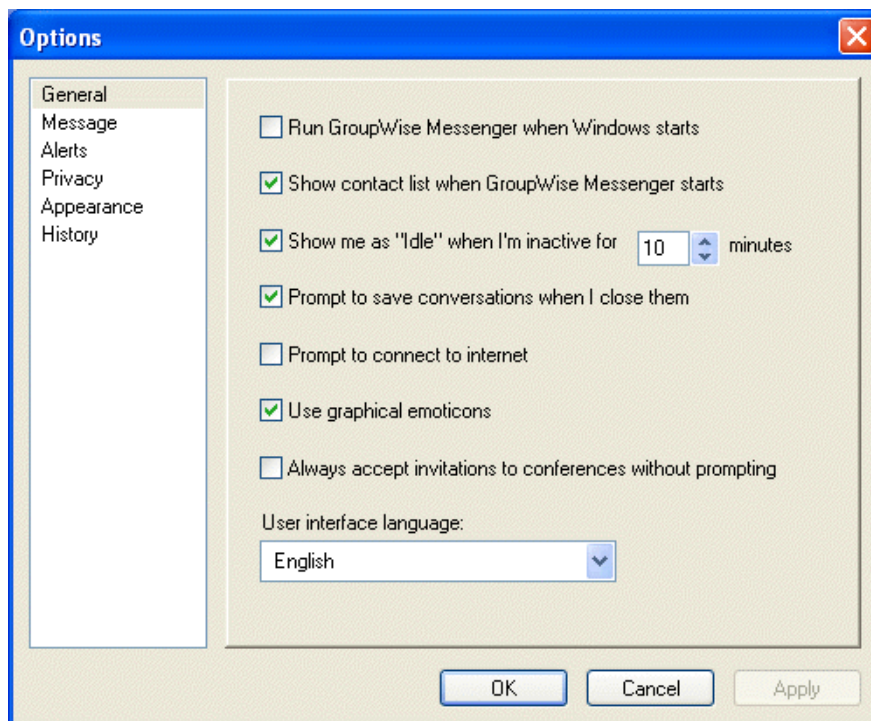 Options
General
Message
Alerts
Privacy
Appearance
History
Run GroupWise Messenger when Windows starts
Show contact list when GroupWise Messenger starts
Show me as "Idle" when I'm inactive for 10 minutes
Prompt to save conversations when I close them
Prompt to connect to internet
Use graphical emoticons
Always accept invitations to conferences without prompting
User interface language:
English
OK Cancel Apply